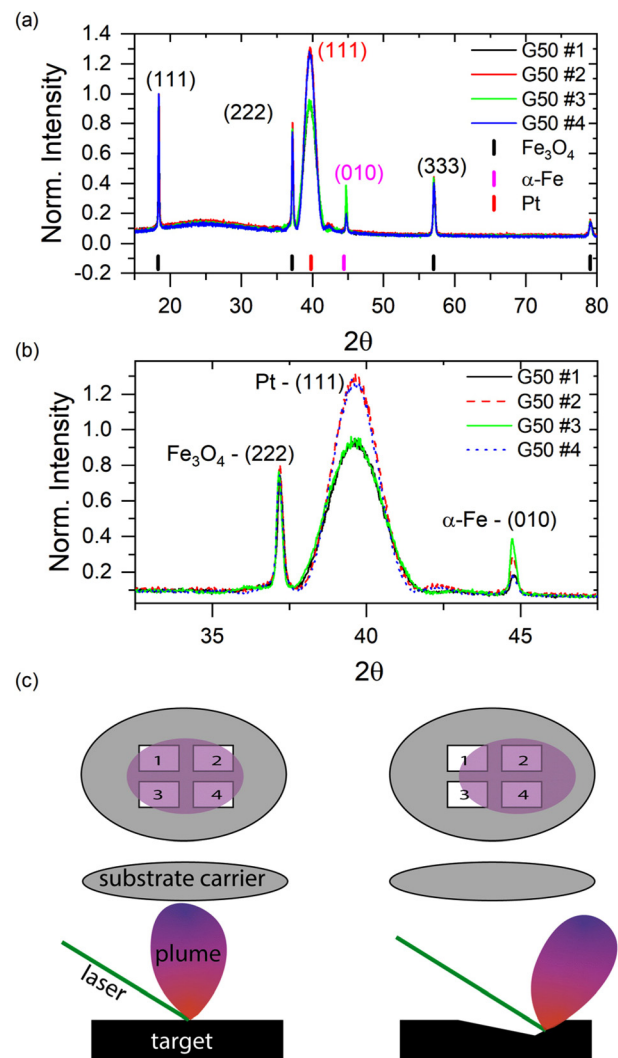 (a)
(111)
(111)
(222)
(010)
(333)
G50 #1
G50 #2
G50 #3
G50 #4
Fe₃O₄
α-Fe
Pt
Norm. Intensity
1.4
1.2
1.0
0.8
0.6
0.4
0.2
0.0
-0.2
20 30 40 50 60 70 80
2θ
(b)
Pt - (111)
Fe₃O₄ - (222)
α-Fe - (010)
G50 #1
G50 #2
G50 #3
G50 #4
Norm. Intensity
1.2
1.0
0.8
0.6
0.4
0.2
35 40 45
2θ
(c)
1 2
3 4
substrate carrier
plume
laser
target
1 2
3 4